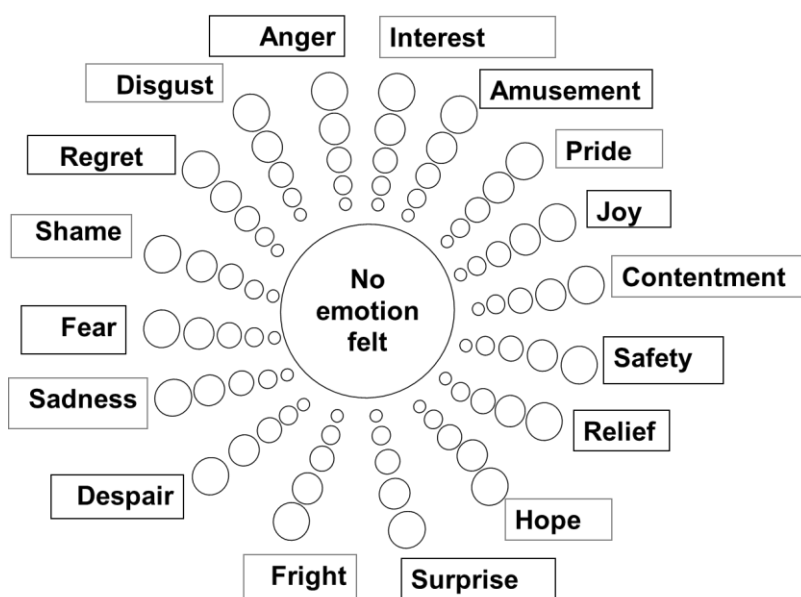 Anger
Interest
Disgust
Amusement
Regret
Pride
Joy
Shame
Contentment
No
emotion
felt
Fear
Safety
Sadness
Relief
Despair
Hope
Fright
Surprise